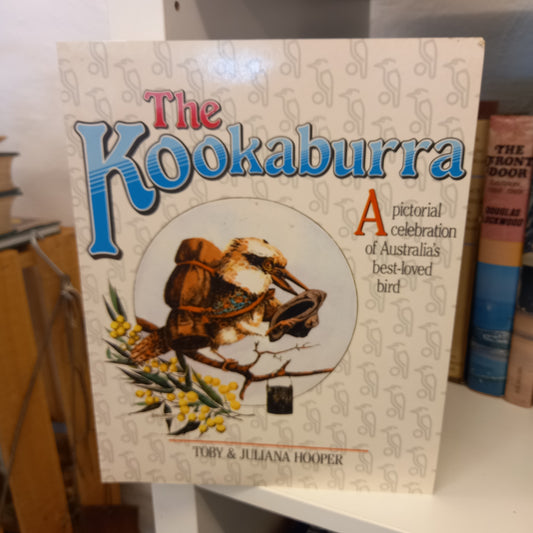 The
Kookaburra
A pictorial
celebration
of Australia's
best-loved
bird
TOBY & JULIANA HOOPER
THE
FRONT
DOOR
DOUGLAS
LOCKWOOD